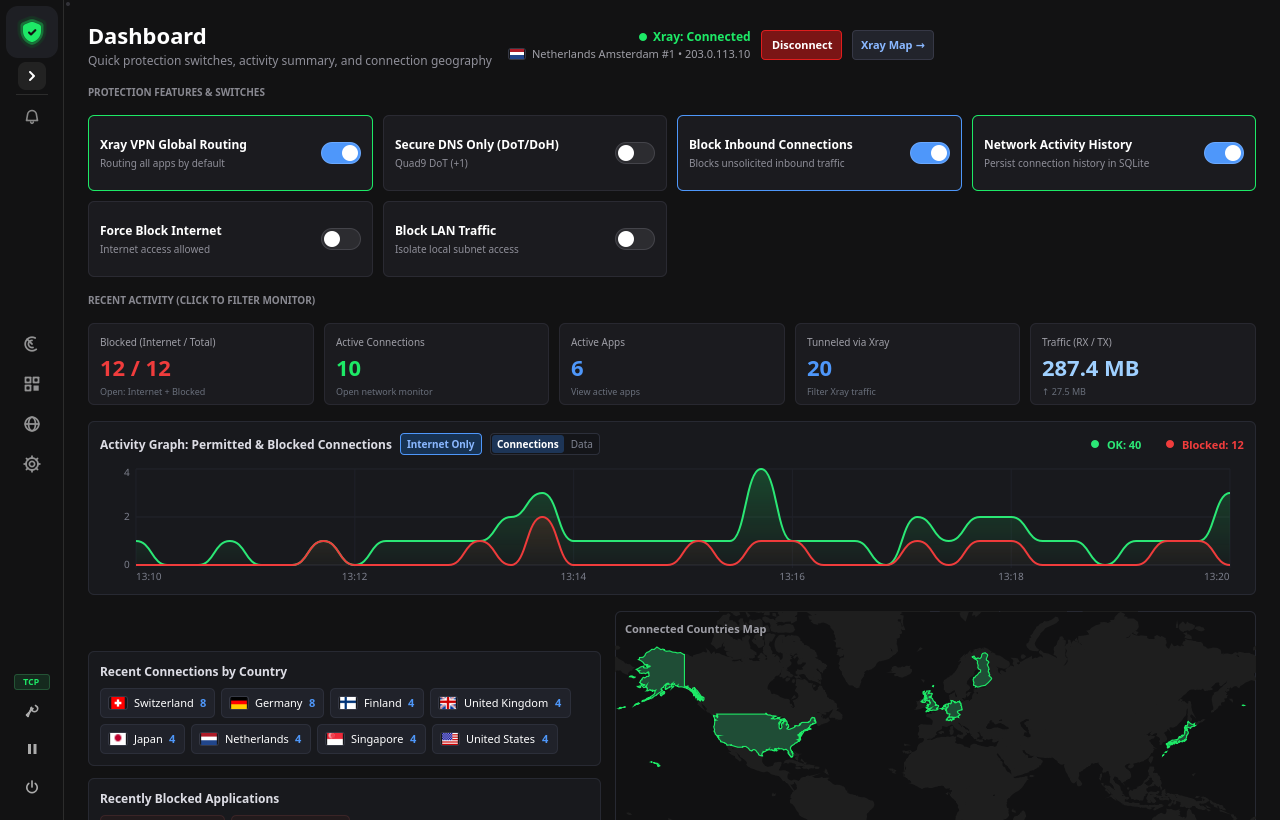 Dashboard
Quick protection switches, activity summary, and connection geography
Xray: Connected
Netherlands Amsterdam #1 • 203.0.113.10
Disconnect
Xray Map →
PROTECTION FEATURES & SWITCHES
Xray VPN Global Routing
Routing all apps by default
Secure DNS Only (DoT/DoH)
Quad9 DoT (+1)
Block Inbound Connections
Blocks unsolicited inbound traffic
Network Activity History
Persist connection history in SQLite
Force Block Internet
Internet access allowed
Block LAN Traffic
Isolate local subnet access
RECENT ACTIVITY (CLICK TO FILTER MONITOR)
Blocked (Internet / Total)
12 / 12
Open: Internet + Blocked
Active Connections
10
Open network monitor
Active Apps
6
View active apps
Tunneled via Xray
20
Filter Xray traffic
Traffic (RX / TX)
287.4 MB
↑ 27.5 MB
Activity Graph: Permitted & Blocked Connections
Internet Only
Connections
Data
OK: 40
Blocked: 12
4
2
0
13:10
13:12
13:14
13:16
13:18
13:20
Recent Connections by Country
Switzerland 8
Germany 8
Finland 4
United Kingdom 4
Japan 4
Netherlands 4
Singapore 4
United States 4
Connected Countries Map
Recently Blocked Applications
TCP